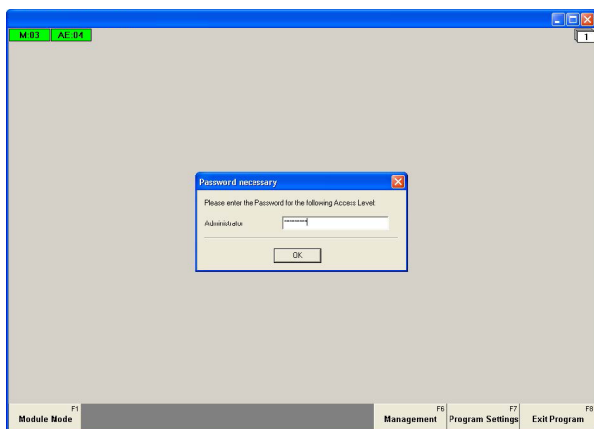 M:03 AE:04
1
Password necessary
Please enter the Password for the following Access Level:
Administrator
OK
F1
Module Node
F6
Management
F7
Program Settings
F8
Exit Program